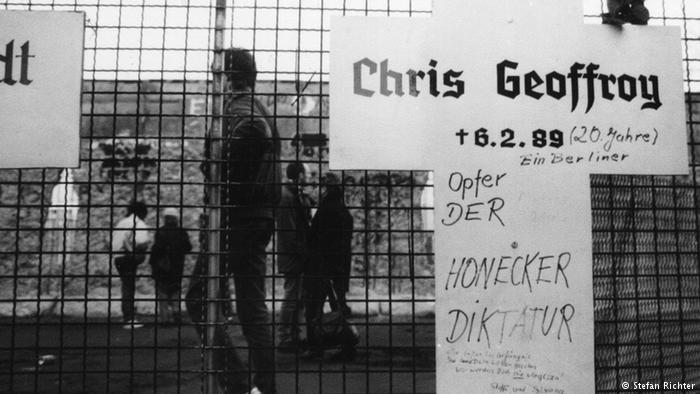 dt
Chris Geoffroy
† 6.2.89 (20. Jahre)
Ein Berliner
Opfer
DER
HONECKER
DIKTATUR
© Stefan Richter